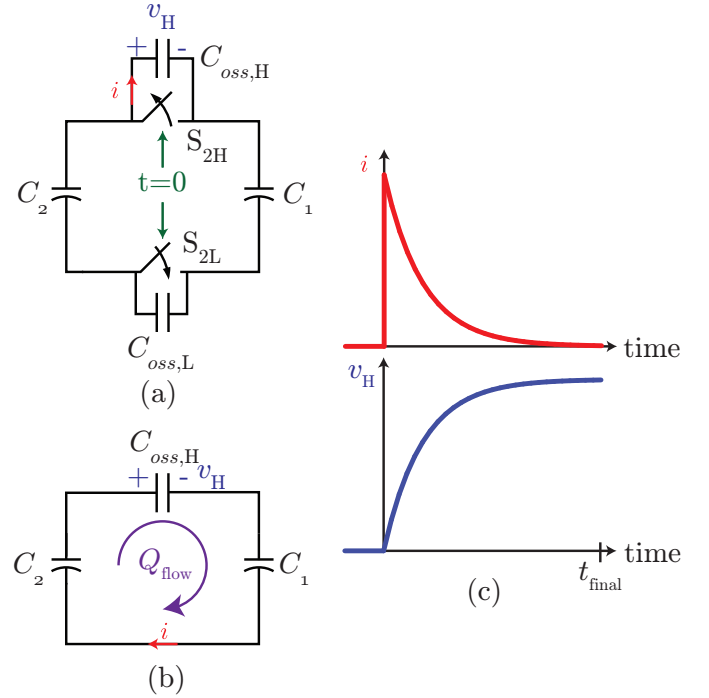 v_H
+ -
C_oss,H
i
S_2H
C_2
t=0
C_1
S_2L
C_oss,L
(a)
C_oss,H
+ - v_H
C_2
Q_flow
C_1
i
(b)
i
time
v_H
time
t_final
(c)